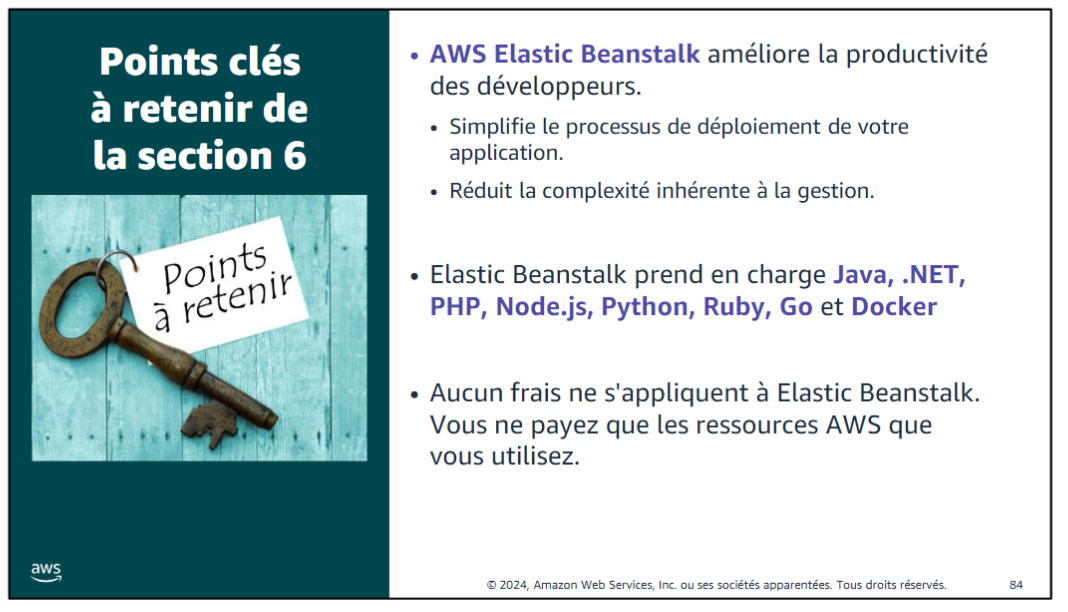 Points clés
à retenir de
la section 6
Points
à retenir
aws
• AWS Elastic Beanstalk améliore la productivité
des développeurs.
• Simplifie le processus de déploiement de votre
application.
• Réduit la complexité inhérente à la gestion.
• Elastic Beanstalk prend en charge Java, .NET,
PHP, Node.js, Python, Ruby, Go et Docker
• Aucun frais ne s'appliquent à Elastic Beanstalk.
Vous ne payez que les ressources AWS que
vous utilisez.
© 2024, Amazon Web Services, Inc. ou ses sociétés apparentées. Tous droits réservés.
84